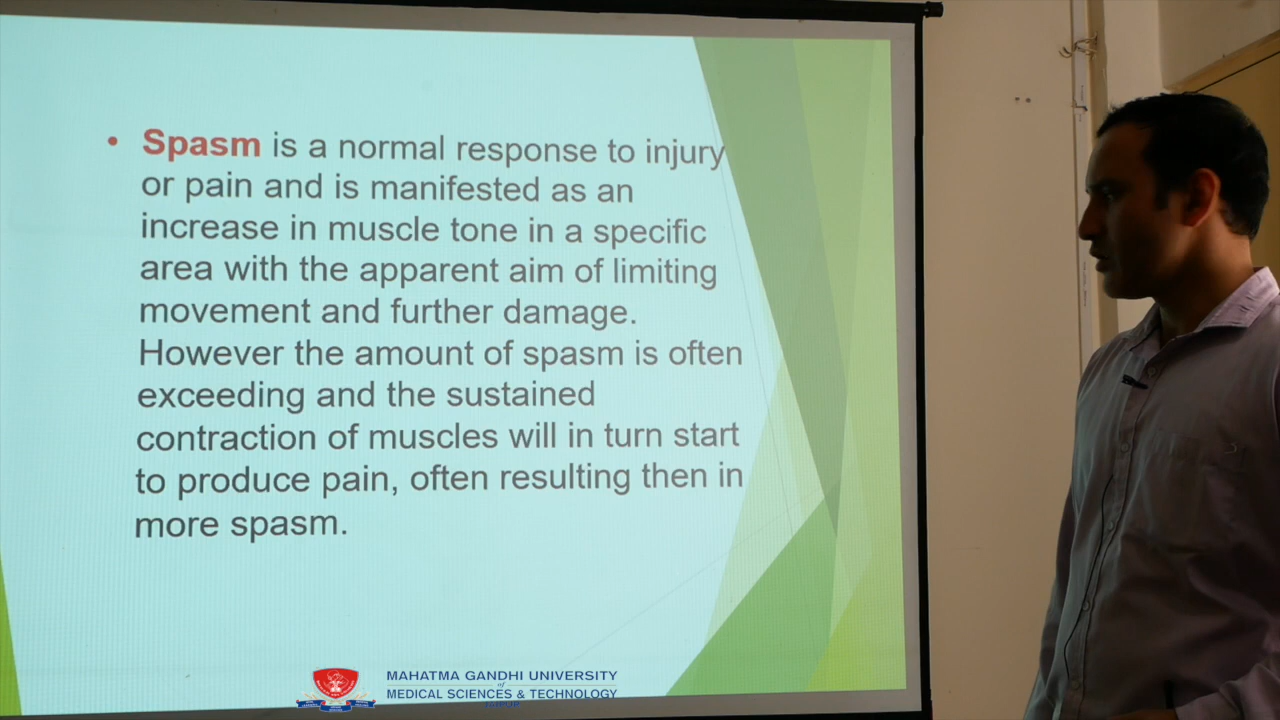 • Spasm is a normal response to injury
or pain and is manifested as an
increase in muscle tone in a specific
area with the apparent aim of limiting
movement and further damage.
However the amount of spasm is often
exceeding and the sustained
contraction of muscles will in turn start
to produce pain, often resulting then in
more spasm.
MAHATMA GANDHI UNIVERSITY
of
MEDICAL SCIENCES & TECHNOLOGY
JAIPUR